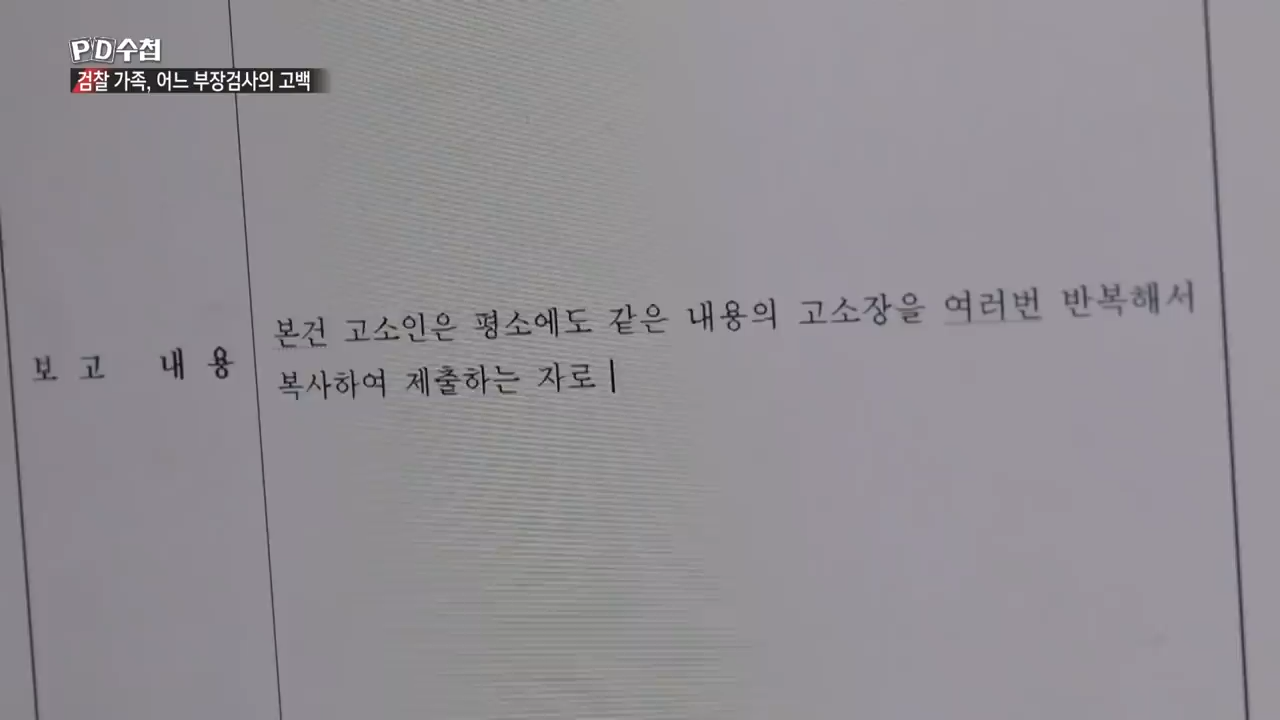 PD수첩
검찰 가족, 어느 부장검사의 고백
보고 내용
본건 고소인은 평소에도 같은 내용의 고소장을 여러번 반복해서
복사하여 제출하는 자로